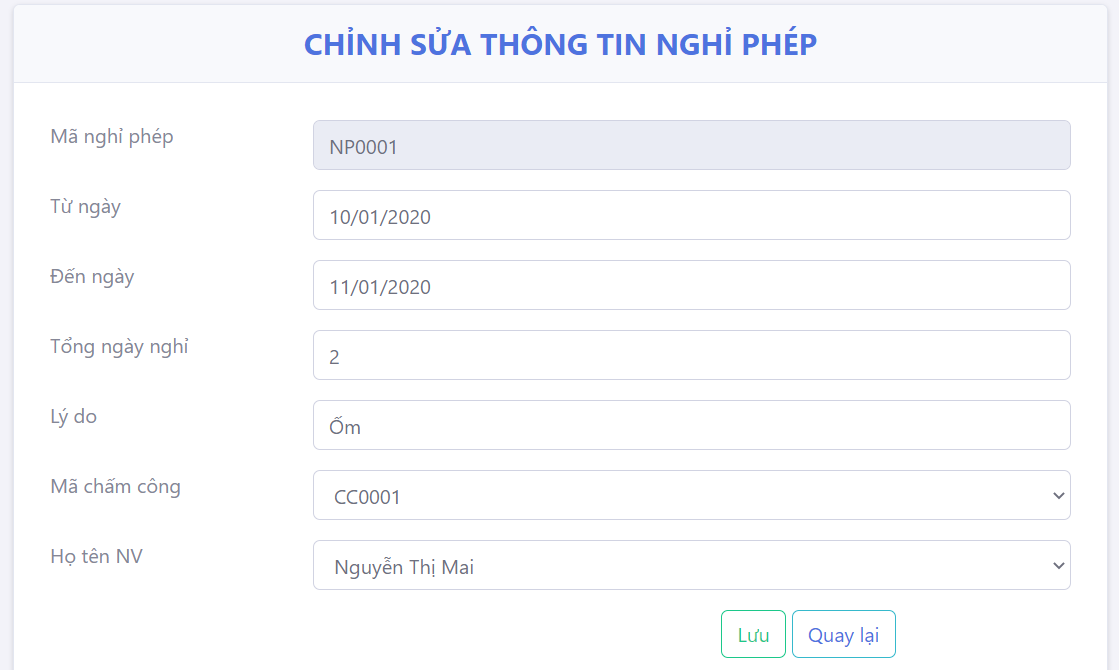 CHỈNH SỬA THÔNG TIN NGHỈ PHÉP
Mã nghỉ phép
NP0001
Từ ngày
10/01/2020
Đến ngày
11/01/2020
Tổng ngày nghỉ
2
Lý do
Ốm
Mã chấm công
CC0001
Họ tên NV
Nguyễn Thị Mai
Lưu
Quay lại